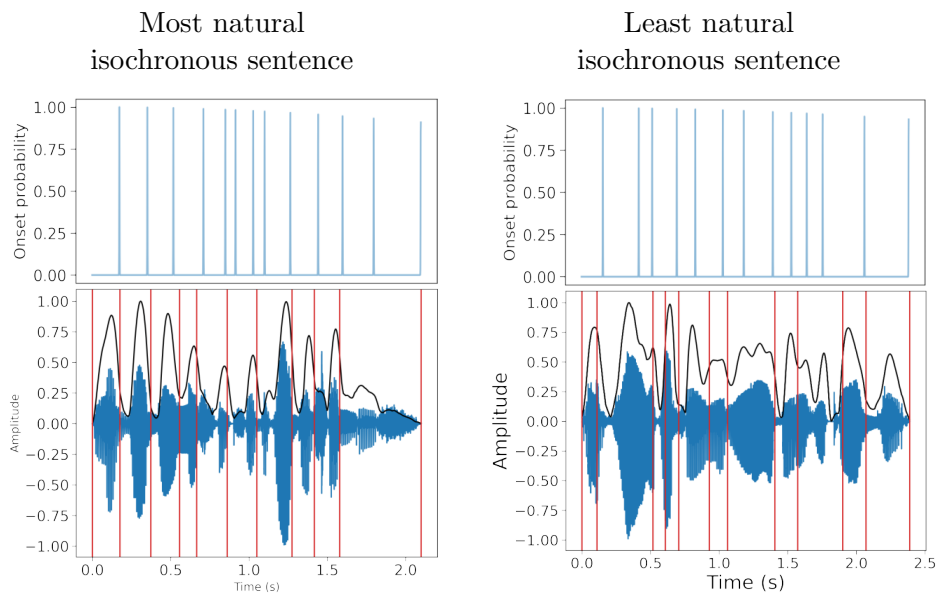 Most natural
isochronous sentence
Least natural
isochronous sentence
Onset probability
1.00
0.75
0.50
0.25
0.00
Onset probability
1.00
0.75
0.50
0.25
0.00
Amplitude
1.00
0.75
0.50
0.25
0.00
−0.25
−0.50
−0.75
−1.00
0.0 0.5 1.0 1.5 2.0
Time (s)
Amplitude
1.00
0.75
0.50
0.25
0.00
−0.25
−0.50
−0.75
−1.00
0.0 0.5 1.0 1.5 2.0 2.5
Time (s)